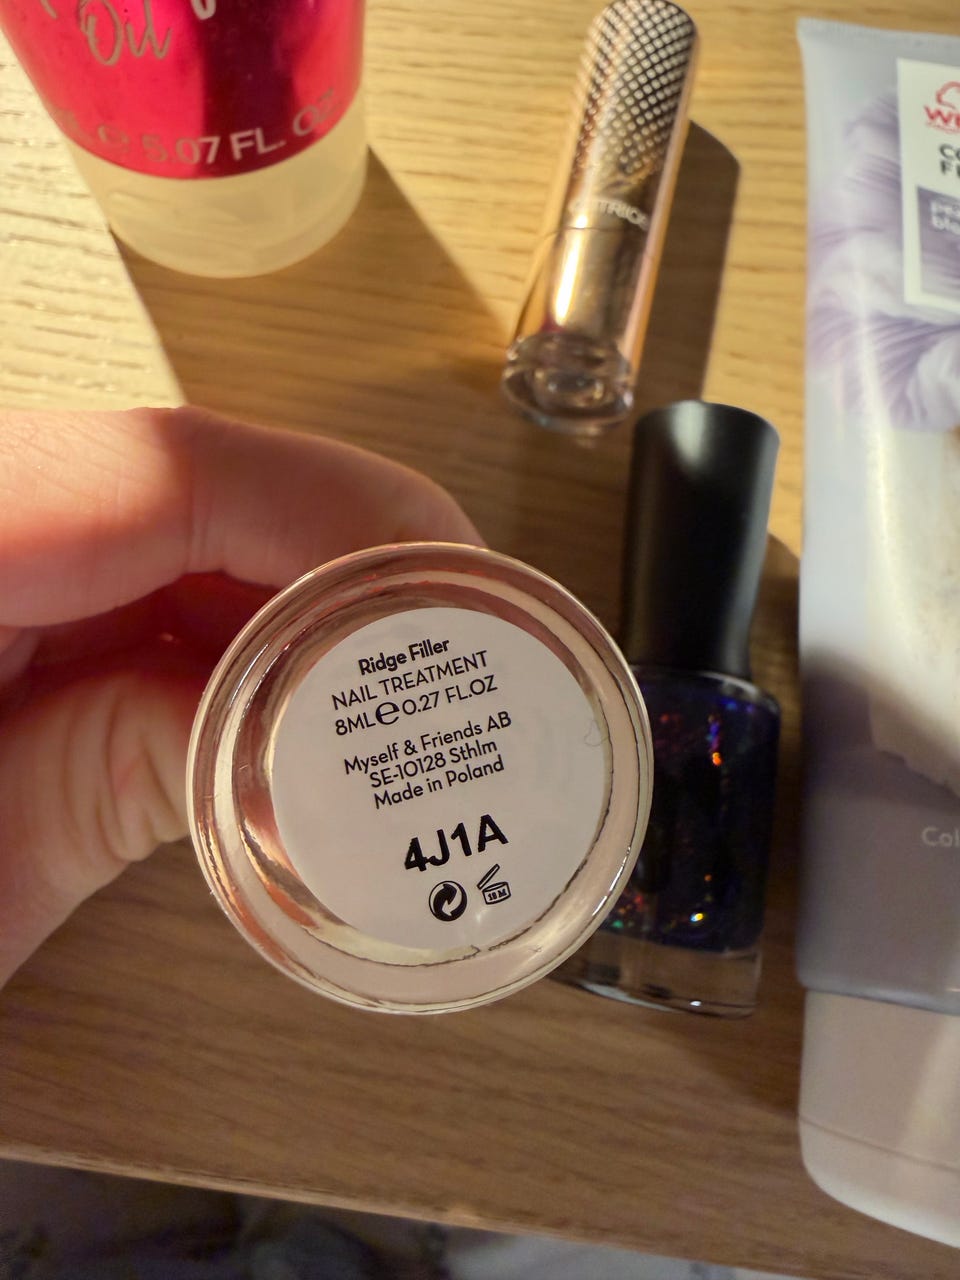 Oil
5.07 FL. OZ
Ridge Filler
NAIL TREATMENT
8ML℮0.27 FL.OZ
Myself & Friends AB
SE-10128 Sthlm
Made in Poland
4J1A
18 M